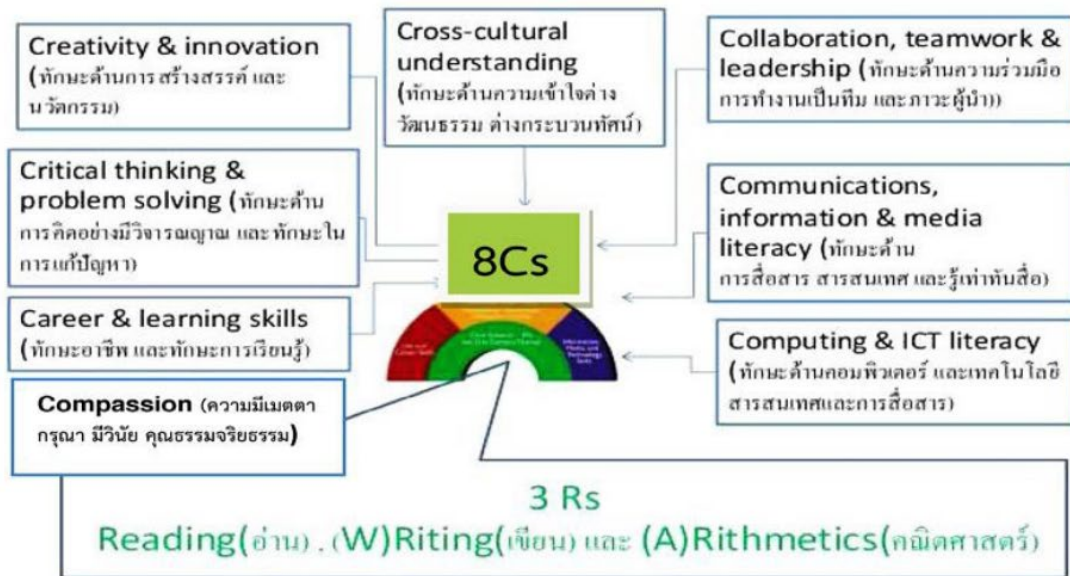 Creativity & innovation
(ทักษะด้านการสร้างสรรค์ และ
นวัตกรรม)
Cross-cultural
understanding
(ทักษะด้านความเข้าใจต่าง
วัฒนธรรม ต่างกระบวนทัศน์)
Collaboration, teamwork &
leadership (ทักษะด้านความร่วมมือ
การทำงานเป็นทีม และภาวะผู้นำ))
Critical thinking &
problem solving (ทักษะด้าน
การคิดอย่างมีวิจารณญาณ และทักษะใน
การแก้ปัญหา)
8Cs
Communications,
information & media
literacy (ทักษะด้าน
การสื่อสาร สารสนเทศ และรู้เท่าทันสื่อ)
Career & learning skills
(ทักษะอาชีพ และทักษะการเรียนรู้)
Computing & ICT literacy
(ทักษะด้านคอมพิวเตอร์ และเทคโนโลยี
สารสนเทศและการสื่อสาร)
Compassion (ความมีเมตตา
กรุณา มีวินัย คุณธรรมจริยธรรม)
3 Rs
Reading(อ่าน) . (W)Riting(เขียน) และ (A)Rithmetics(คณิตศาสตร์)